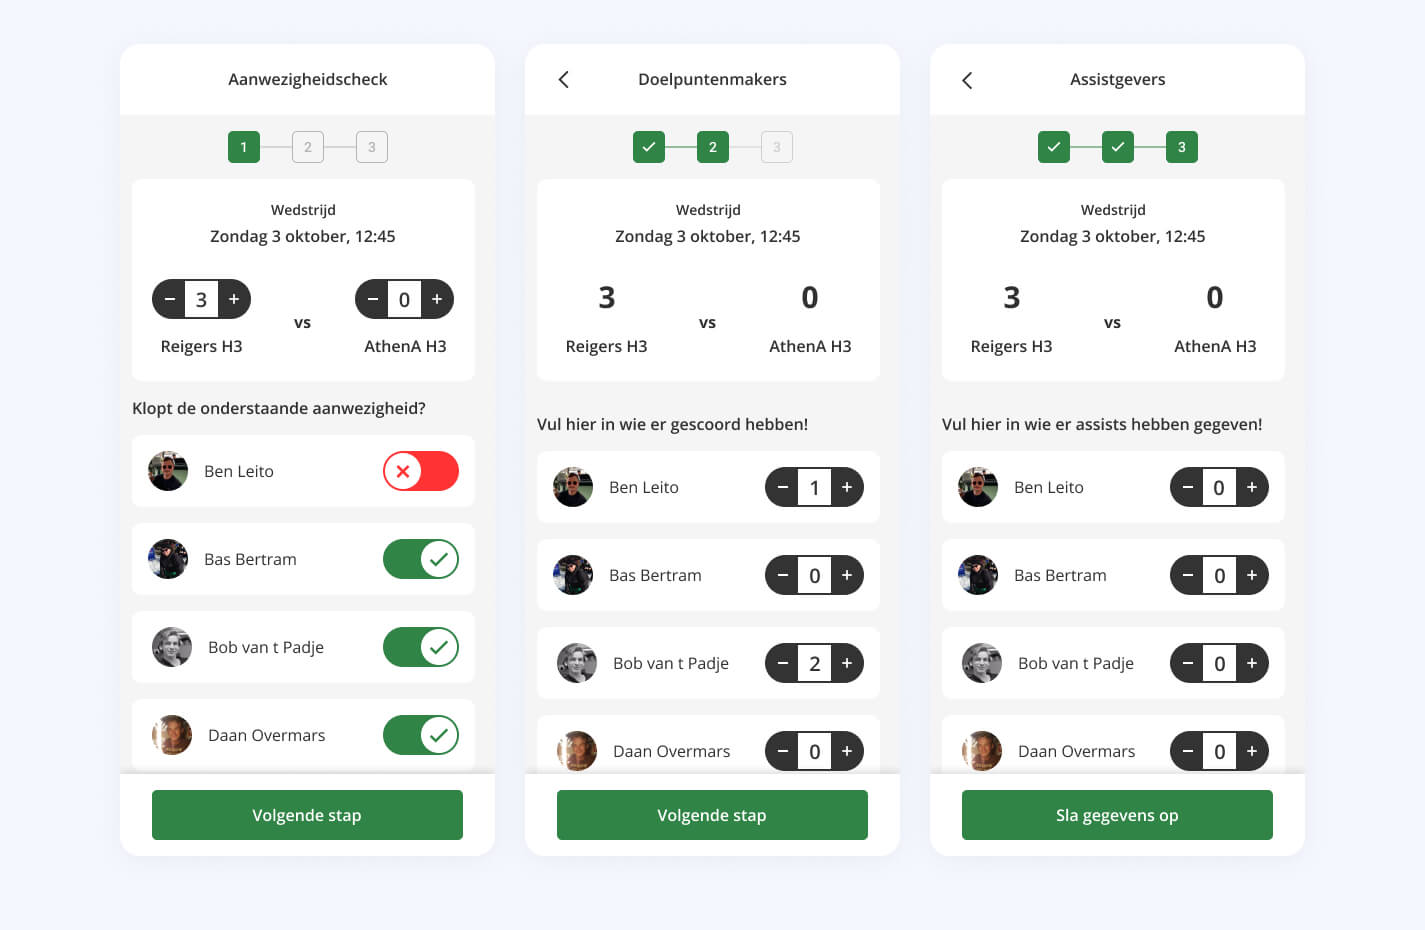 Aanwezigheidscheck
1 2 3
Wedstrijd
Zondag 3 oktober, 12:45
− 3 + − 0 +
vs
Reigers H3 AthenA H3
Klopt de onderstaande aanwezigheid?
Ben Leito
Bas Bertram
Bob van t Padje
Daan Overmars
Volgende stap
Doelpuntenmakers
2 3
Wedstrijd
Zondag 3 oktober, 12:45
3 0
vs
Reigers H3 AthenA H3
Vul hier in wie er gescoord hebben!
Ben Leito − 1 +
Bas Bertram − 0 +
Bob van t Padje − 2 +
Daan Overmars − 0 +
Volgende stap
Assistgevers
3
Wedstrijd
Zondag 3 oktober, 12:45
3 0
vs
Reigers H3 AthenA H3
Vul hier in wie er assists hebben gegeven!
Ben Leito − 0 +
Bas Bertram − 0 +
Bob van t Padje − 0 +
Daan Overmars − 0 +
Sla gegevens op